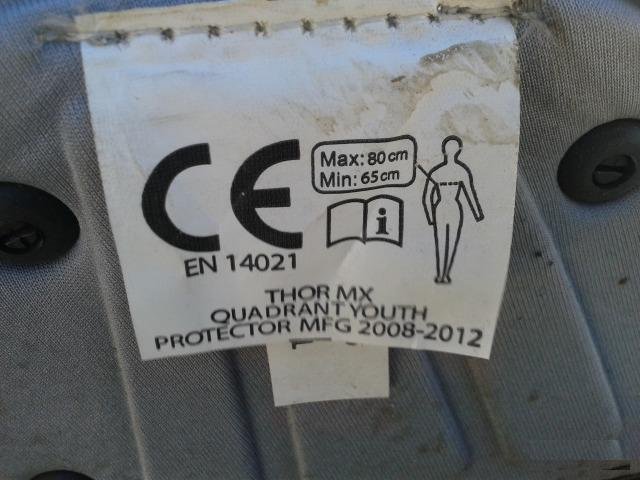 CE
Max: 80 cm
Min: 65 cm
i
EN 14021
THOR MX
QUADRANT YOUTH
PROTECTOR MFG 2008-2012